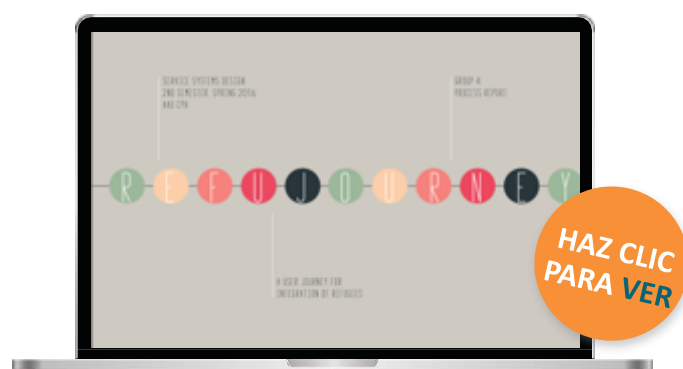 SERVICE SYSTEMS DESIGN
2ND SEMESTER, SPRING 2016
AAU CPH
GROUP 4
PROCESS REPORT
REFUJOURNEY
A USER JOURNEY FOR
INTEGRATION OF REFUGEES
HAZ CLIC
PARA VER